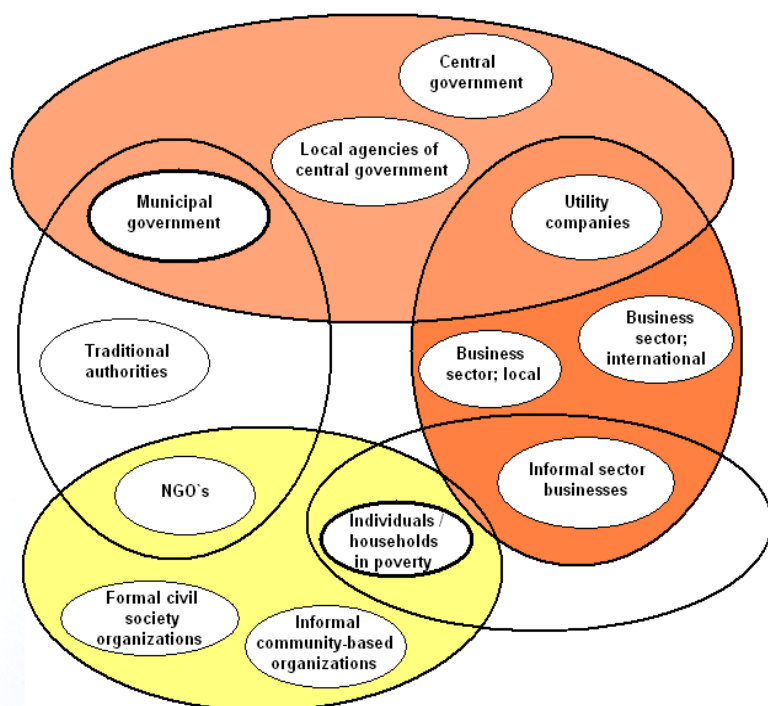 Central
government
Local agencies of
central government
Municipal
government
Utility
companies
Traditional
authorities
Business
sector; local
Business
sector;
international
NGO`s
Individuals /
households
in poverty
Informal sector
businesses
Formal civil
society
organizations
Informal
community-based
organizations